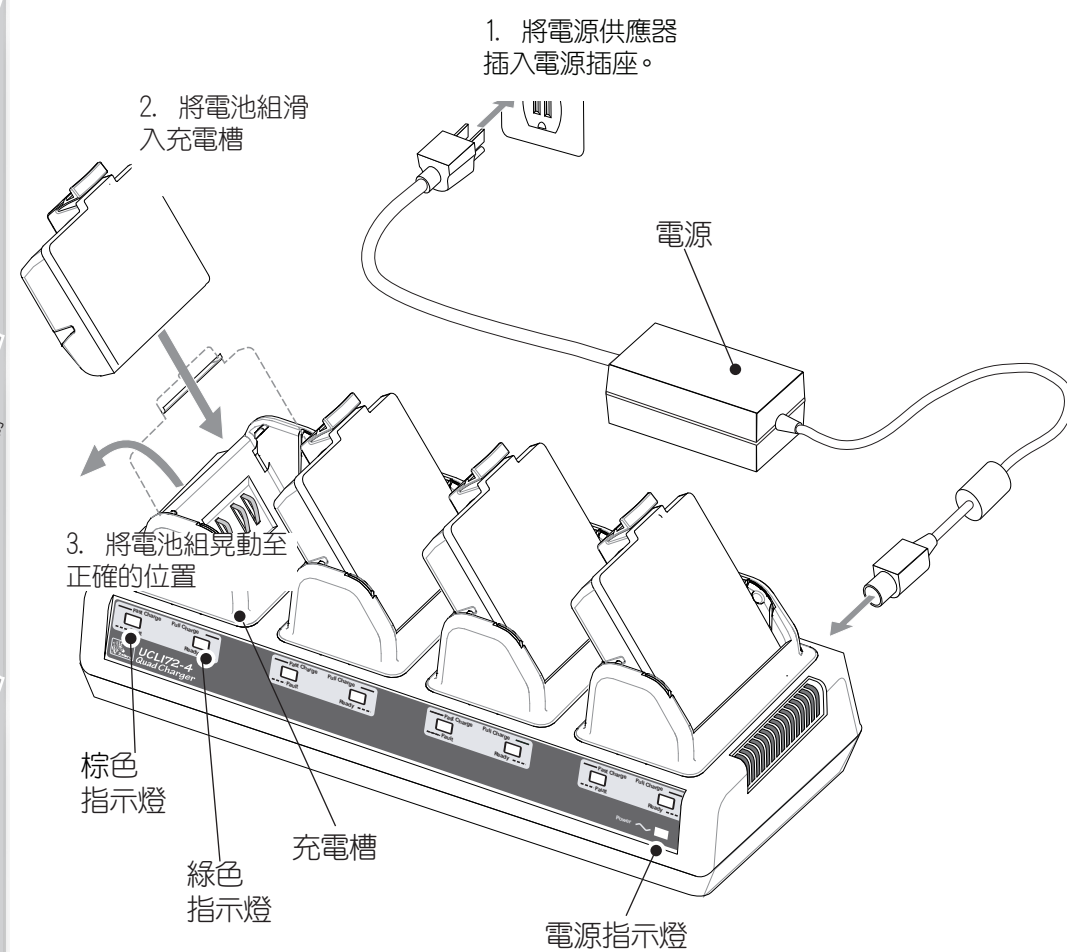 1. 將電源供應器
插入電源插座。
2. 將電池組滑
入充電槽
電源
3. 將電池組晃動至
正確的位置
Fast Charge Full Charge
Ready
UCLI72-4
Quad Charger
Fast Charge Full Charge
Fault Ready
Fast Charge Full Charge
Fault Ready
Fast Charge Full Charge
Fault Ready
Power
棕色
指示燈
綠色
指示燈
充電槽
電源指示燈